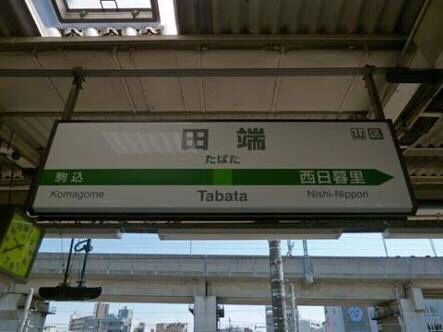 田端
山 区
たばた
駒込
西日暮里
Komagome
Tabata
Nishi-Nippori